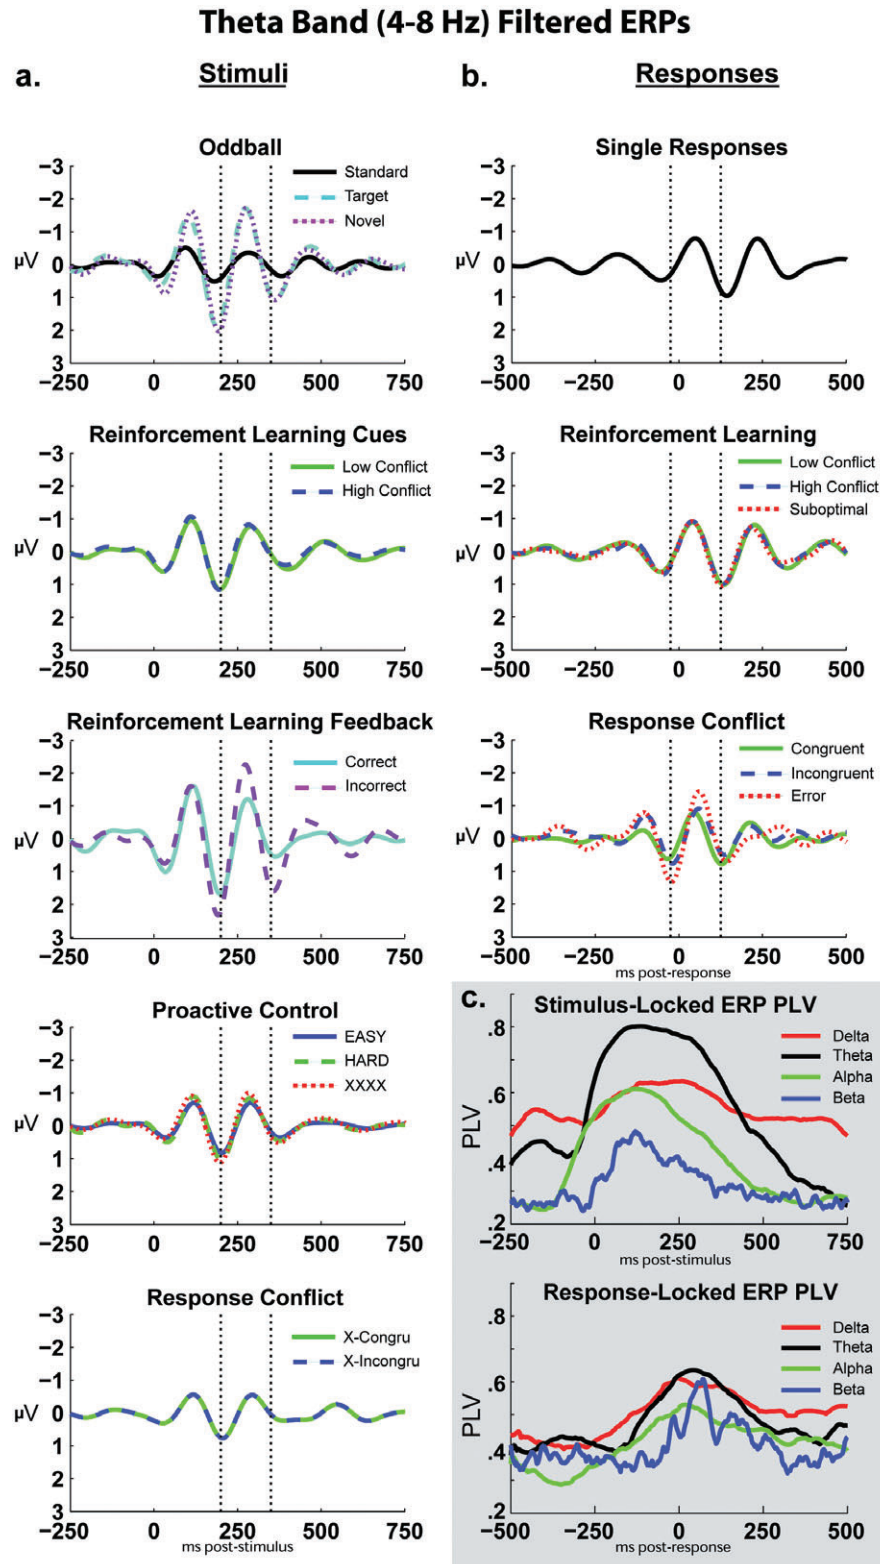 Theta Band (4-8 Hz) Filtered ERPs
a.
Stimuli
Oddball
−3
−2
−1
µV 0
1
2
3
Standard
Target
Novel
−250 0 250 500 750
Reinforcement Learning Cues
−3
−2
−1
µV 0
1
2
3
Low Conflict
High Conflict
−250 0 250 500 750
Reinforcement Learning Feedback
−3
−2
−1
µV 0
1
2
3
Correct
Incorrect
−250 0 250 500 750
Proactive Control
−3
−2
−1
µV 0
1
2
3
EASY
HARD
XXXX
−250 0 250 500 750
Response Conflict
−3
−2
−1
µV 0
1
2
3
X-Congru
X-Incongru
−250 0 250 500 750
ms post-stimulus
b.
Responses
Single Responses
−3
−2
−1
µV 0
1
2
3
−500 −250 0 250 500
Reinforcement Learning
−3
−2
−1
µV 0
1
2
3
Low Conflict
High Conflict
Suboptimal
−500 −250 0 250 500
Response Conflict
−3
−2
−1
µV 0
1
2
3
Congruent
Incongruent
Error
−500 −250 0 250 500
ms post-response
c.
Stimulus-Locked ERP PLV
.8
.6
.4
.2
PLV
Delta
Theta
Alpha
Beta
−250 0 250 500 750
ms post-stimulus
Response-Locked ERP PLV
.8
.6
.4
.2
PLV
Delta
Theta
Alpha
Beta
−500 −250 0 250 500
ms post-response